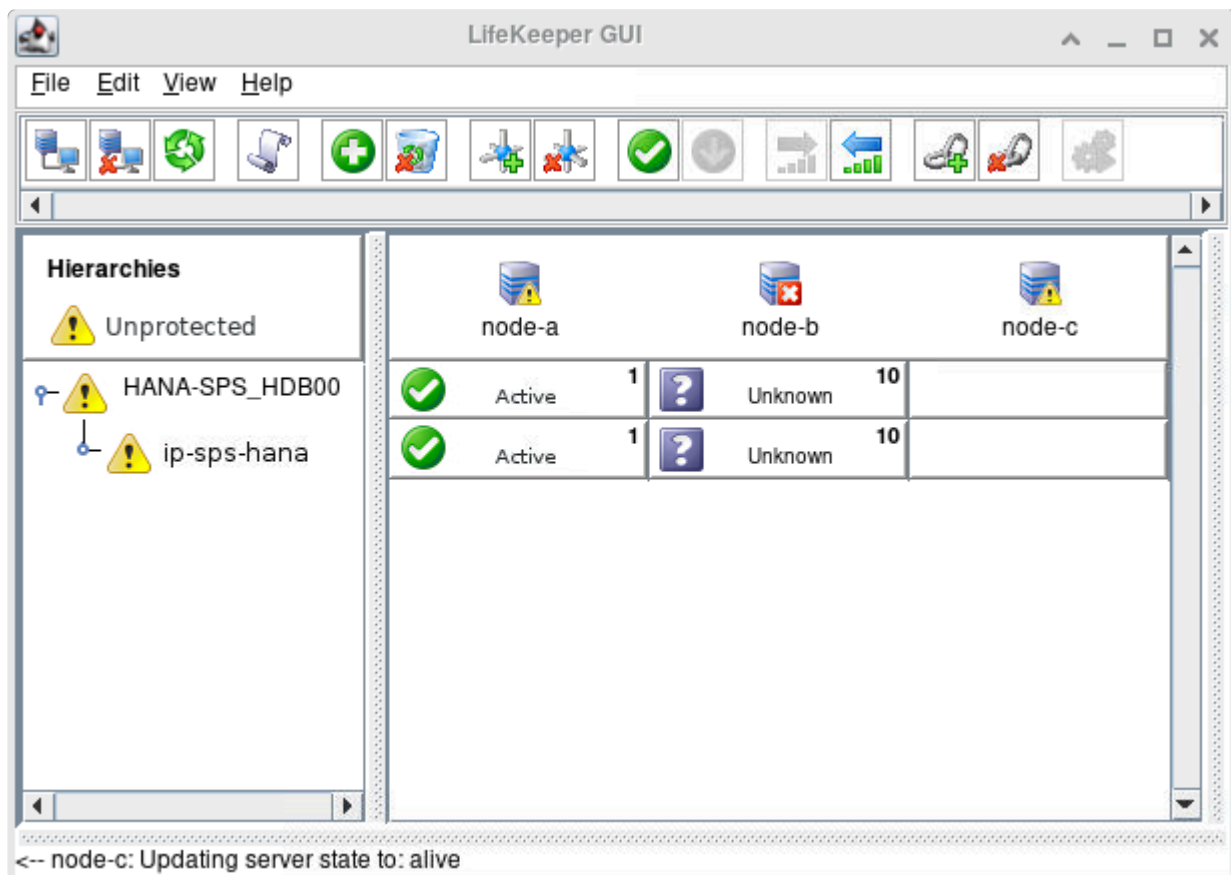 LifeKeeper GUI
File Edit View Help
Hierarchies
Unprotected
node-a node-b node-c
HANA-SPS_HDB00 Active 1 ? Unknown 10
ip-sps-hana Active 1 ? Unknown 10
<-- node-c: Updating server state to: alive